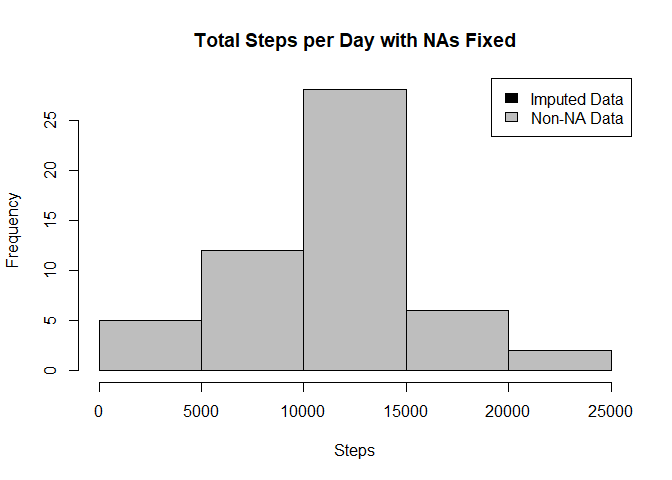 Total Steps per Day with NAs Fixed
Imputed Data
Non-NA Data
Frequency
25
20
15
10
5
0
0 5000 10000 15000 20000 25000
Steps